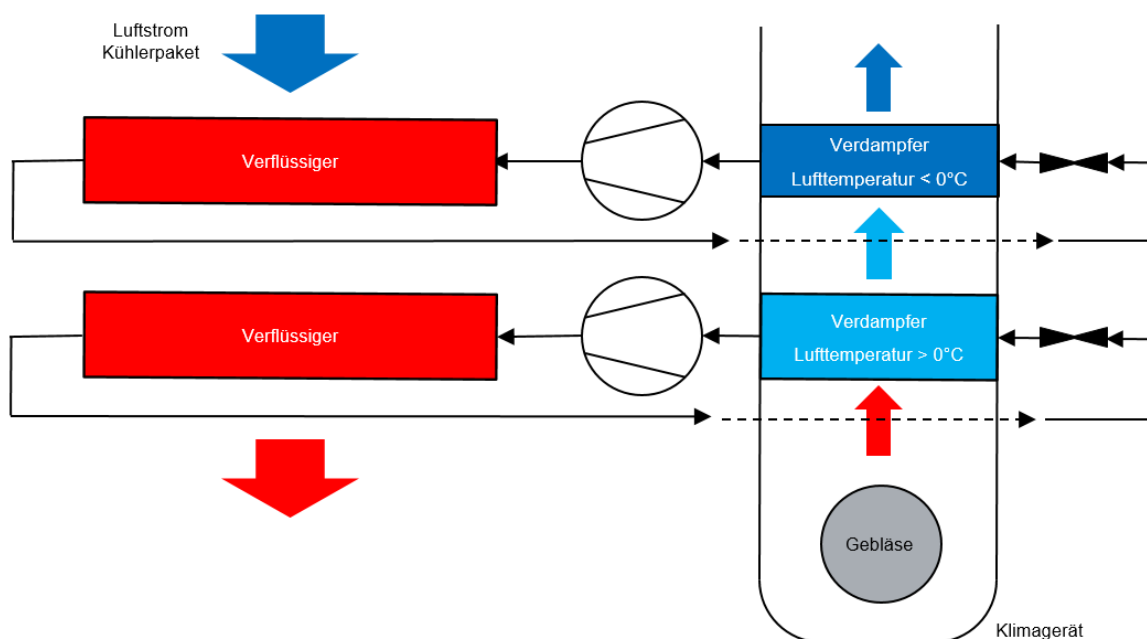 Luftstrom
Kühlerpaket
Verflüssiger
Verdampfer
Lufttemperatur < 0°C
Verflüssiger
Verdampfer
Lufttemperatur > 0°C
Gebläse
Klimagerät